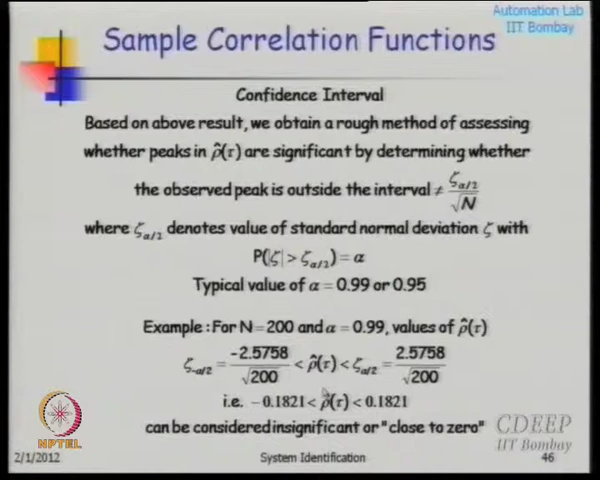 Automation Lab
IIT Bombay
Sample Correlation Functions
Confidence Interval
Based on above result, we obtain a rough method of assessing
whether peaks in ρ̂(τ) are significant by determining whether
the observed peak is outside the interval ≠ ζα/2 / √N
where ζα/2 denotes value of standard normal deviation ζ with
P(|ζ| > ζα/2) = α
Typical value of α = 0.99 or 0.95
Example : For N = 200 and α = 0.99, values of ρ̂(τ)
ζ-α/2 = -2.5758 / √200 < ρ̂(τ) < ζα/2 = 2.5758 / √200
i.e. -0.1821 < ρ̂(τ) < 0.1821
can be considered insignificant or "close to zero"
NPTEL
CDEEP
IIT Bombay
2/1/2012
System Identification
46